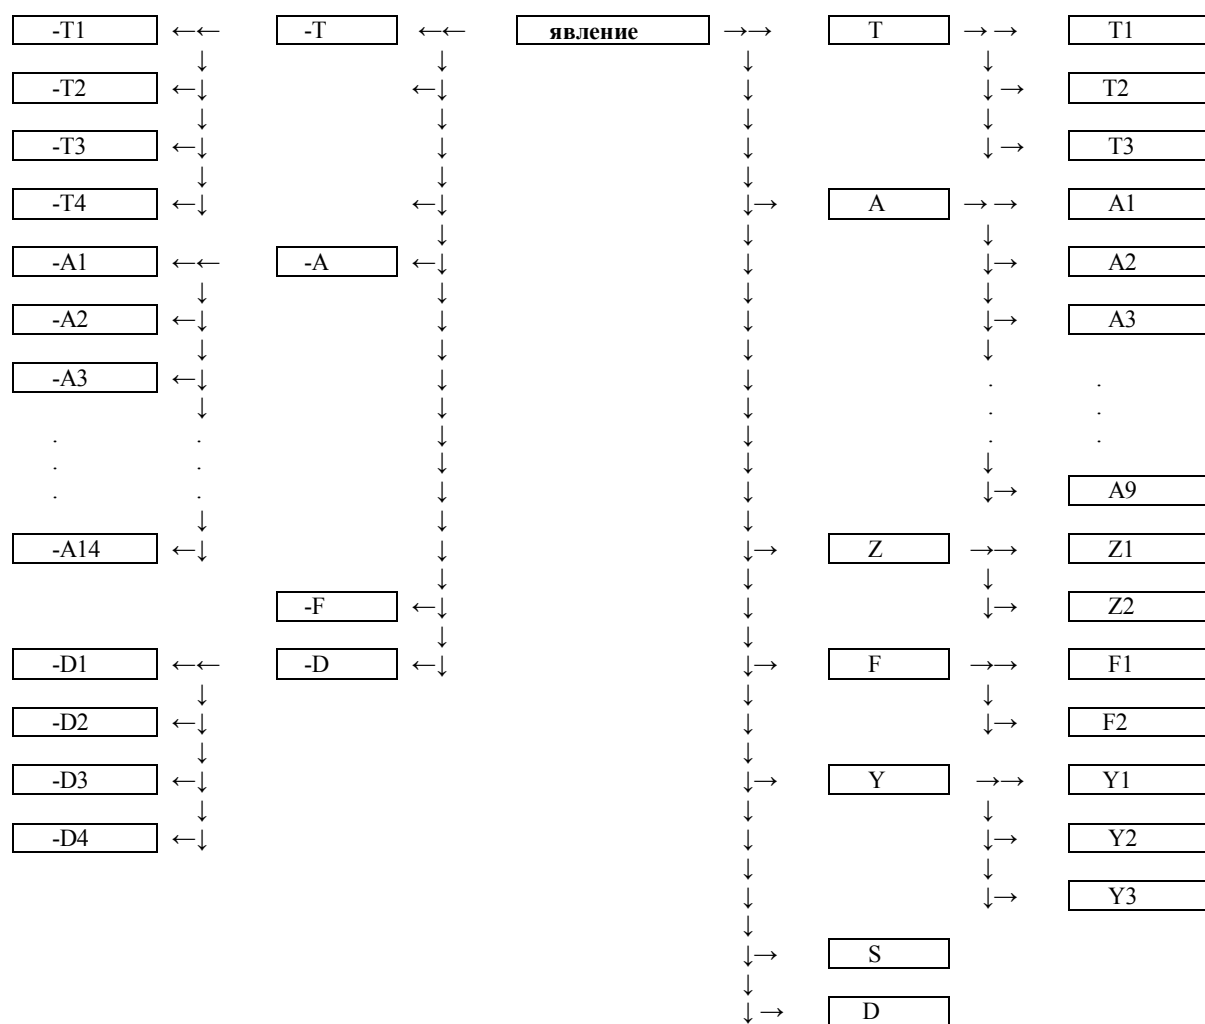 -T1 ←← -T ←← явление →→ T →→ T1
↓ ↓ ↓ ↓
-T2 ←↓ ←↓ ↓ ↓→ T2
↓ ↓ ↓ ↓
-T3 ←↓ ↓ ↓ ↓→ T3
↓ ↓ ↓
-T4 ←↓ ←↓ ↓→ A →→ A1
↓ ↓ ↓
-A1 ←← -A ←↓ ↓ ↓→ A2
↓ ↓ ↓ ↓
-A2 ←↓ ↓ ↓ ↓→ A3
↓ ↓ ↓ ↓
-A3 ←↓ ↓ ↓ . .
↓ ↓ ↓ . .
. . ↓ ↓ . .
. . ↓ ↓ ↓
. . ↓ ↓ ↓→ A9
↓ ↓ ↓
-A14 ←↓ ↓ ↓→ Z →→ Z1
↓ ↓ ↓
-F ←↓ ↓ ↓→ Z2
↓ ↓
-D1 ←← -D ←↓ ↓→ F →→ F1
↓ ↓ ↓
-D2 ←↓ ↓ ↓→ F2
↓ ↓
-D3 ←↓ ↓→ Y →→ Y1
↓ ↓ ↓
-D4 ←↓ ↓ ↓→ Y2
↓ ↓
↓ ↓→ Y3
↓
↓→ S
↓
↓→ D